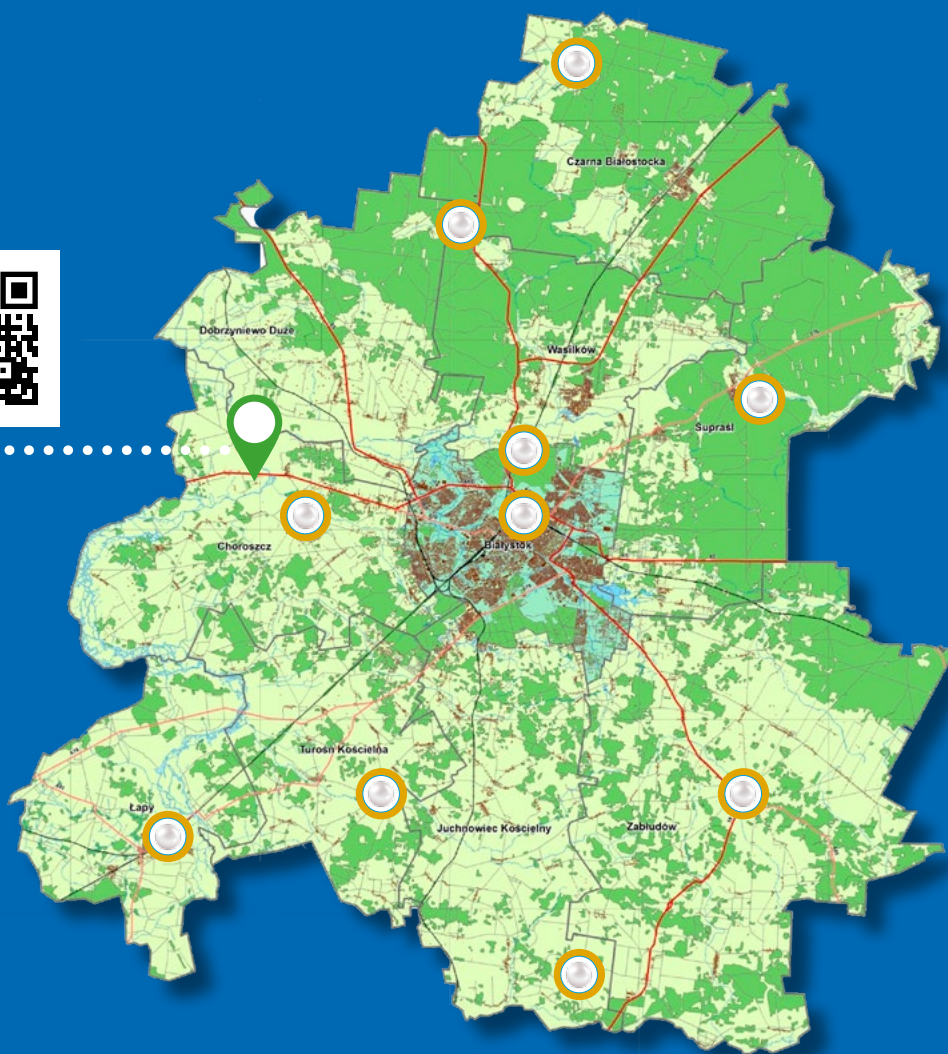 Czarna Białostocka
Dobrzyniewo Duże
Wasilków
Supraśl
Choroszcz
Białystok
Turośń Kościelna
Łapy
Juchnowiec Kościelny
Zabłudów